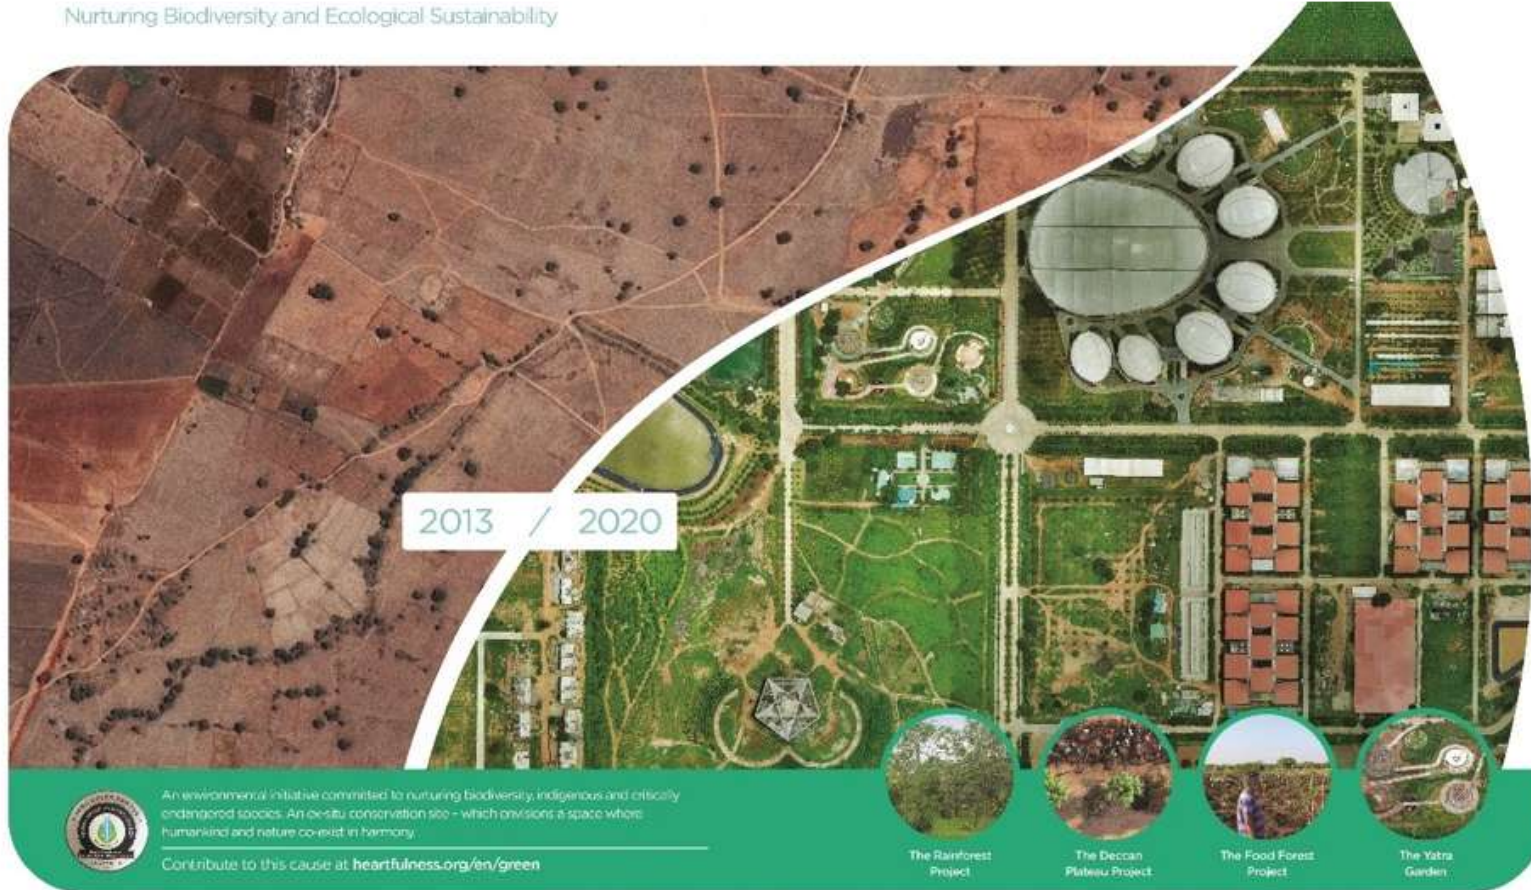 Nurturing Biodiversity and Ecological Sustainability
2013 / 2020
An environmental initiative committed to nurturing biodiversity, indigenous and critically
endangered species. An ex-situ conservation site - which envisions a space where
humankind and nature co-exist in harmony.
Contribute to this cause at heartfulness.org/en/green
The Rainforest
Project
The Deccan
Plateau Project
The Food Forest
Project
The Yatra
Garden